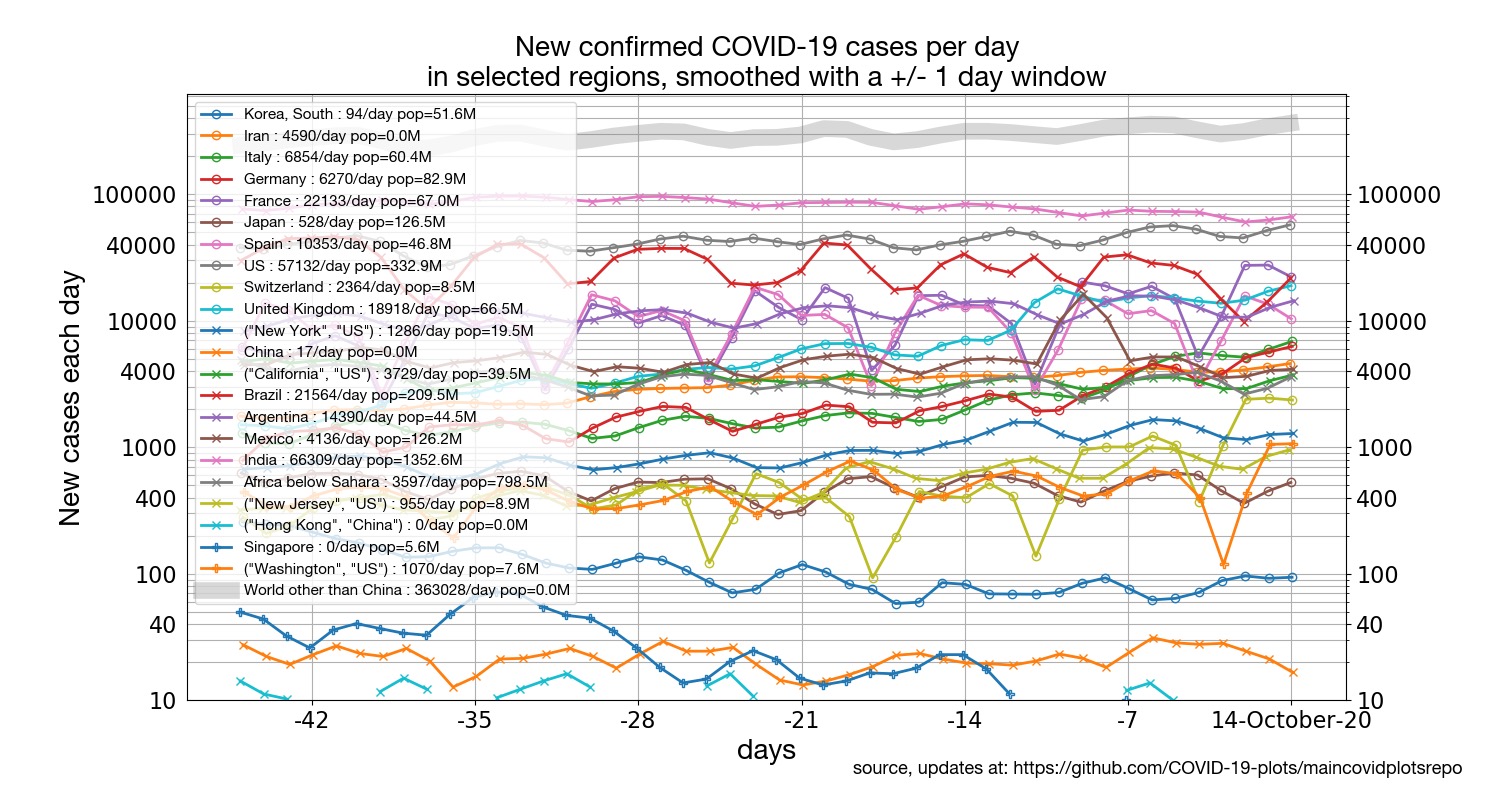 New confirmed COVID-19 cases per day
in selected regions, smoothed with a +/- 1 day window
New cases each day
100000
40000
10000
4000
1000
400
100
40
10
Korea, South : 94/day pop=51.6M
Iran : 4590/day pop=0.0M
Italy : 6854/day pop=60.4M
Germany : 6270/day pop=82.9M
France : 22133/day pop=67.0M
Japan : 528/day pop=126.5M
Spain : 10353/day pop=46.8M
US : 57132/day pop=332.9M
Switzerland : 2364/day pop=8.5M
United Kingdom : 18918/day pop=66.5M
("New York", "US") : 1286/day pop=19.5M
China : 17/day pop=0.0M
("California", "US") : 3729/day pop=39.5M
Brazil : 21564/day pop=209.5M
Argentina : 14390/day pop=44.5M
Mexico : 4136/day pop=126.2M
India : 66309/day pop=1352.6M
Africa below Sahara : 3597/day pop=798.5M
("New Jersey", "US") : 955/day pop=8.9M
("Hong Kong", "China") : 0/day pop=0.0M
Singapore : 0/day pop=5.6M
("Washington", "US") : 1070/day pop=7.6M
World other than China : 363028/day pop=0.0M
100000
40000
10000
4000
1000
400
100
40
10
-42 -35 -28 -21 -14 -7 14-October-20
days
source, updates at: https://github.com/COVID-19-plots/maincovidplotsrepo